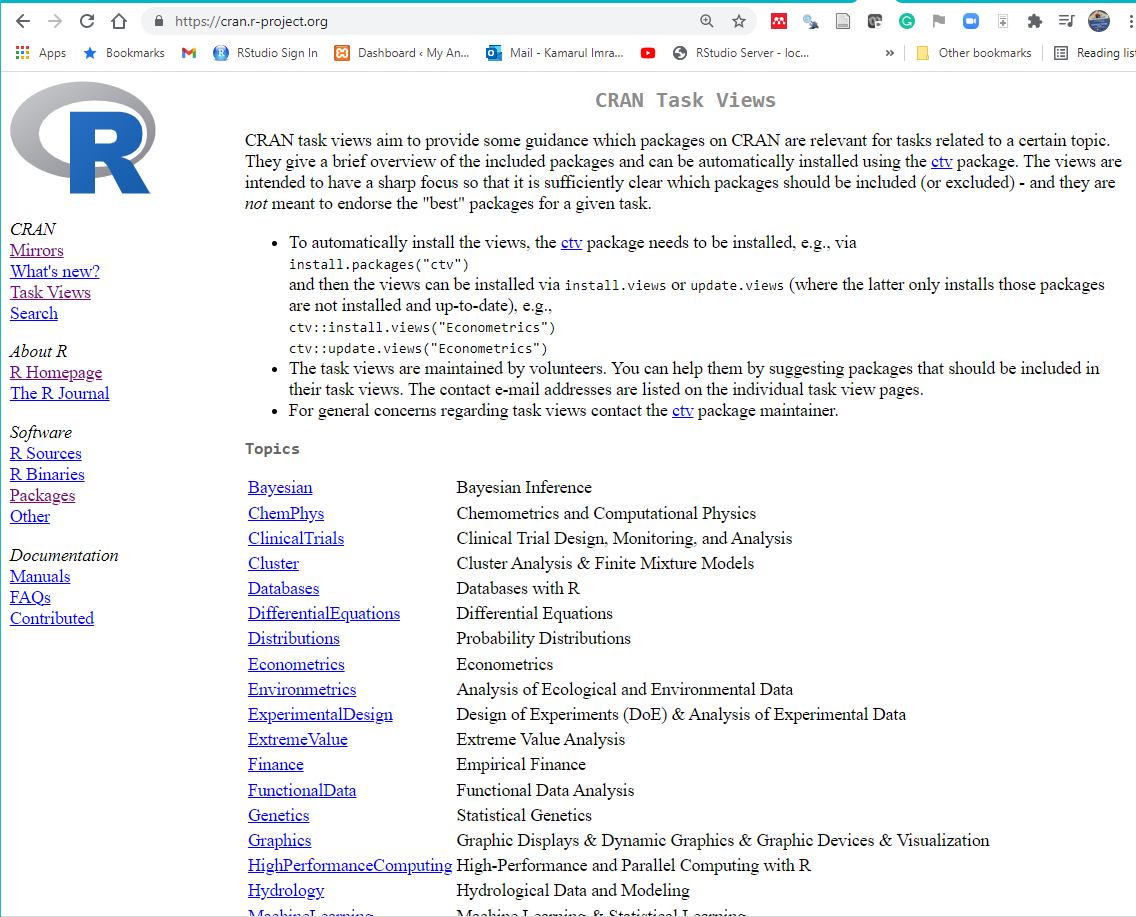 https://cran.r-project.org
Apps
Bookmarks
RStudio Sign In
Dashboard ‹ My An...
Mail - Kamarul Imra...
RStudio Server - loc...
»
Other bookmarks
Reading list
R
CRAN
Mirrors
What's new?
Task Views
Search
About R
R Homepage
The R Journal
Software
R Sources
R Binaries
Packages
Other
Documentation
Manuals
FAQs
Contributed
CRAN Task Views
CRAN task views aim to provide some guidance which packages on CRAN are relevant for tasks related to a certain topic.
They give a brief overview of the included packages and can be automatically installed using the ctv package. The views are
intended to have a sharp focus so that it is sufficiently clear which packages should be included (or excluded) - and they are
not meant to endorse the "best" packages for a given task.
• To automatically install the views, the ctv package needs to be installed, e.g., via
install.packages("ctv")
and then the views can be installed via install.views or update.views (where the latter only installs those packages
are not installed and up-to-date), e.g.,
ctv::install.views("Econometrics")
ctv::update.views("Econometrics")
• The task views are maintained by volunteers. You can help them by suggesting packages that should be included in
their task views. The contact e-mail addresses are listed on the individual task view pages.
• For general concerns regarding task views contact the ctv package maintainer.
Topics
Bayesian Bayesian Inference
ChemPhys Chemometrics and Computational Physics
ClinicalTrials Clinical Trial Design, Monitoring, and Analysis
Cluster Cluster Analysis & Finite Mixture Models
Databases Databases with R
DifferentialEquations Differential Equations
Distributions Probability Distributions
Econometrics Econometrics
Environmetrics Analysis of Ecological and Environmental Data
ExperimentalDesign Design of Experiments (DoE) & Analysis of Experimental Data
ExtremeValue Extreme Value Analysis
Finance Empirical Finance
FunctionalData Functional Data Analysis
Genetics Statistical Genetics
Graphics Graphic Displays & Dynamic Graphics & Graphic Devices & Visualization
HighPerformanceComputing High-Performance and Parallel Computing with R
Hydrology Hydrological Data and Modeling
MachineLearning Machine Learning & Statistical Learning